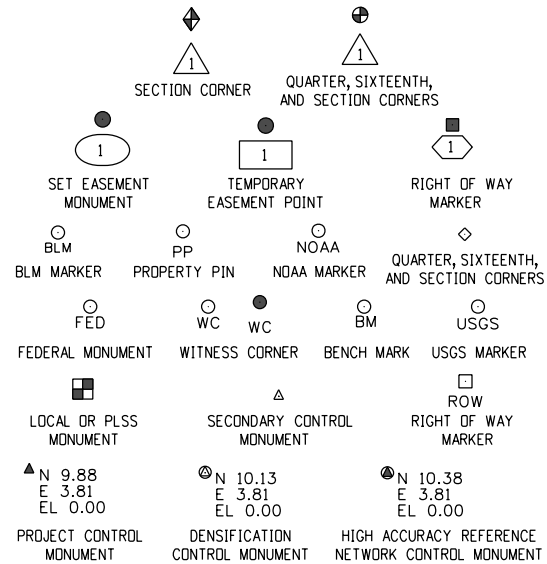 1
1
SECTION CORNER
QUARTER, SIXTEENTH,
AND SECTION CORNERS
1
1
1
SET EASEMENT
MONUMENT
TEMPORARY
EASEMENT POINT
RIGHT OF WAY
MARKER
BLM
PP
NOAA
BLM MARKER
PROPERTY PIN
NOAA MARKER
QUARTER, SIXTEENTH,
AND SECTION CORNERS
FED
WC
WC
BM
USGS
FEDERAL MONUMENT
WITNESS CORNER
BENCH MARK
USGS MARKER
ROW
LOCAL OR PLSS
MONUMENT
SECONDARY CONTROL
MONUMENT
RIGHT OF WAY
MARKER
N 9.88
E 3.81
EL 0.00
N 10.13
E 3.81
EL 0.00
N 10.38
E 3.81
EL 0.00
PROJECT CONTROL
MONUMENT
DENSIFICATION
CONTROL MONUMENT
HIGH ACCURACY REFERENCE
NETWORK CONTROL MONUMENT